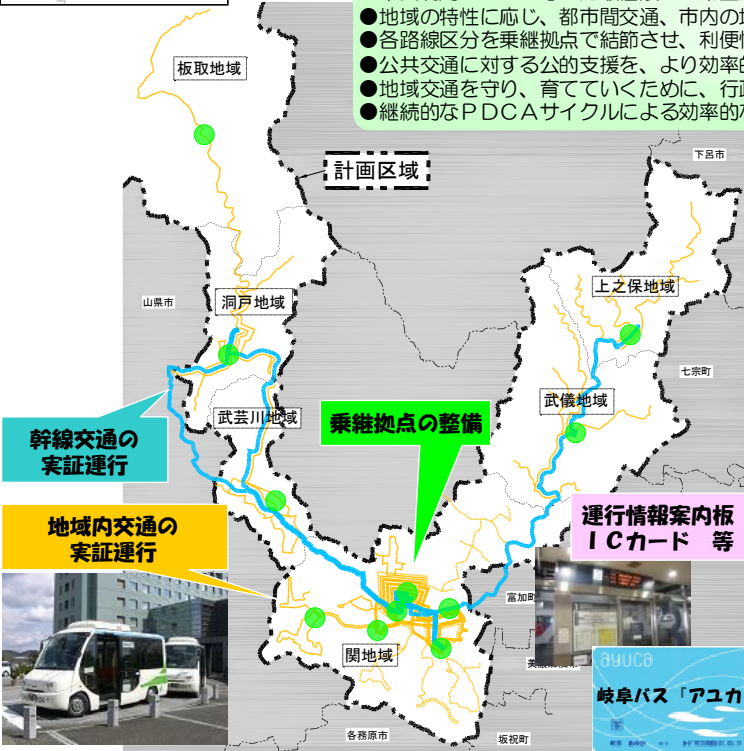 ●地域の特性に応じ、都市間交通、市内の
●各路線区分を乗継拠点で結節させ、利便
●公共交通に対する公的支援を、より効率的
●地域交通を守り、育てていくために、行
●継続的なPDCAサイクルによる効率的
板取地域
計画区域
下呂市
上之保地域
山県市
洞戸地域
七宗町
武儀地域
武芸川地域
乗継拠点の整備
幹線交通の
実証運行
運行情報案内板
ICカード 等
地域内交通の
実証運行
富加町
関地域
ayuca
岐阜バス『アユカ
各務原市
坂祝町